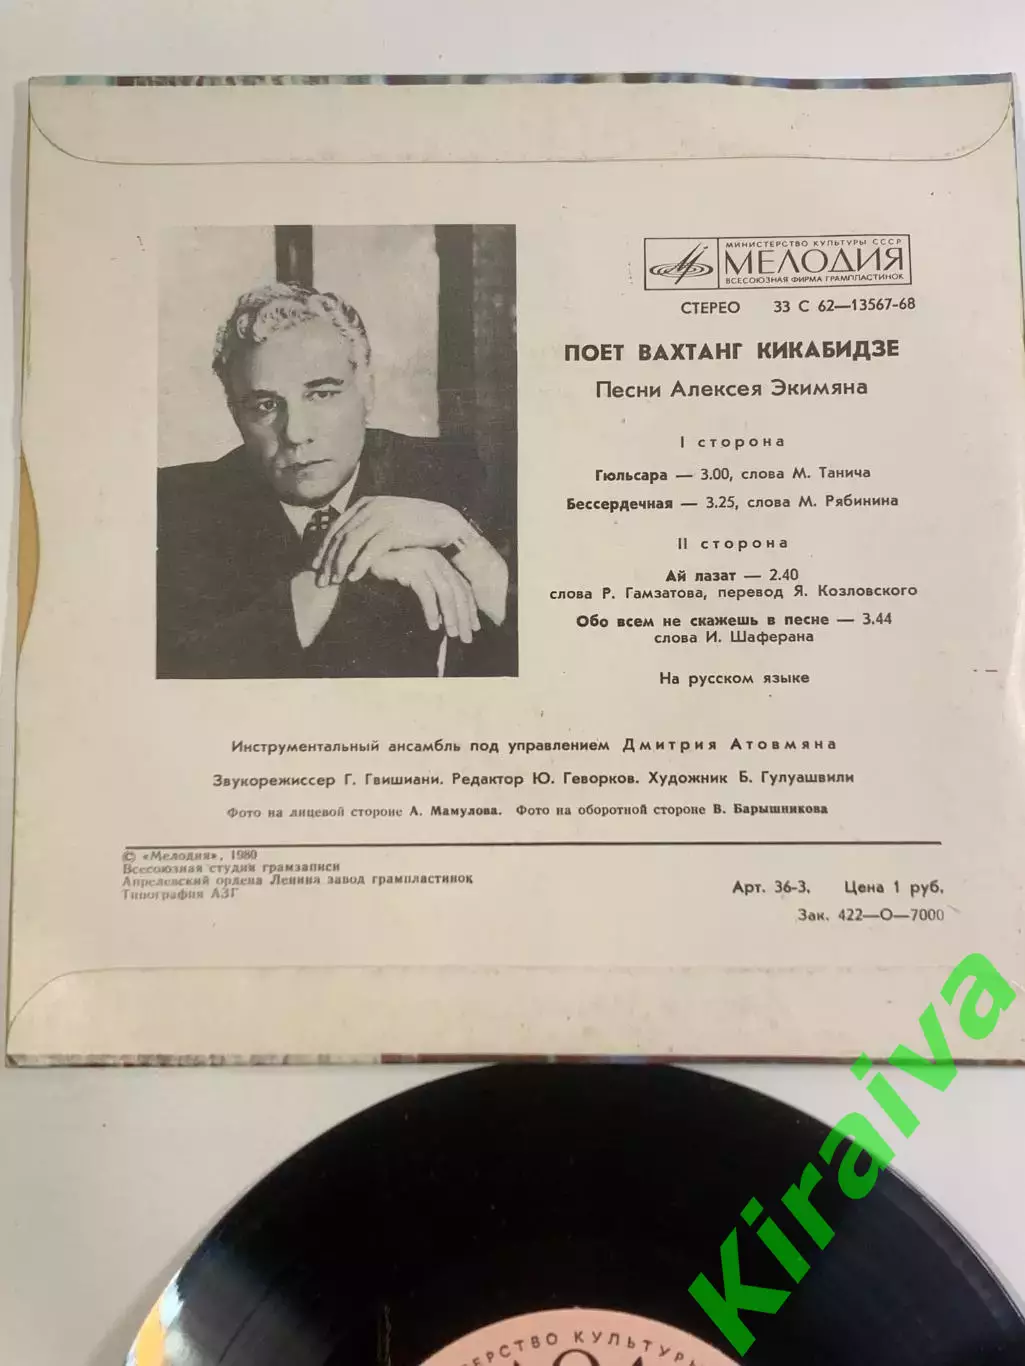 МИНИСТЕРСТВО КУЛЬТУРЫ СССР
МЕЛОДИЯ
ВСЕСОЮЗНАЯ ФИРМА ГРАМПЛАСТИНОК
СТЕРЕО 33 С 62—13567-68
ПОЕТ ВАХТАНГ КИКАБИДЗЕ
Песни Алексея Экимяна
I сторона
Гюльсара — 3.00, слова М. Танича
Бессердечная — 3.25, слова М. Рябинина
II сторона
Ай лазат — 2.40
слова Р. Гамзатова, перевод Я. Козловского
Обо всем не скажешь в песне — 3.44
слова И. Шаферана
На русском языке
Инструментальный ансамбль под управлением Дмитрия Атовмяна
Звукорежиссер Г. Гвишиани. Редактор Ю. Геворков. Художник Б. Гулуашвили
Фото на лицевой стороне А. Мамулова. Фото на оборотной стороне В. Барышникова
© «Мелодия», 1980
Всесоюзная студия грамзаписи
Апрелевский ордена Ленина завод грампластинок
Типография АЗГ
Арт. 36-3. Цена 1 руб.
Зак. 422—О—7000
Kiraiva
КУЛЬТУРЫ